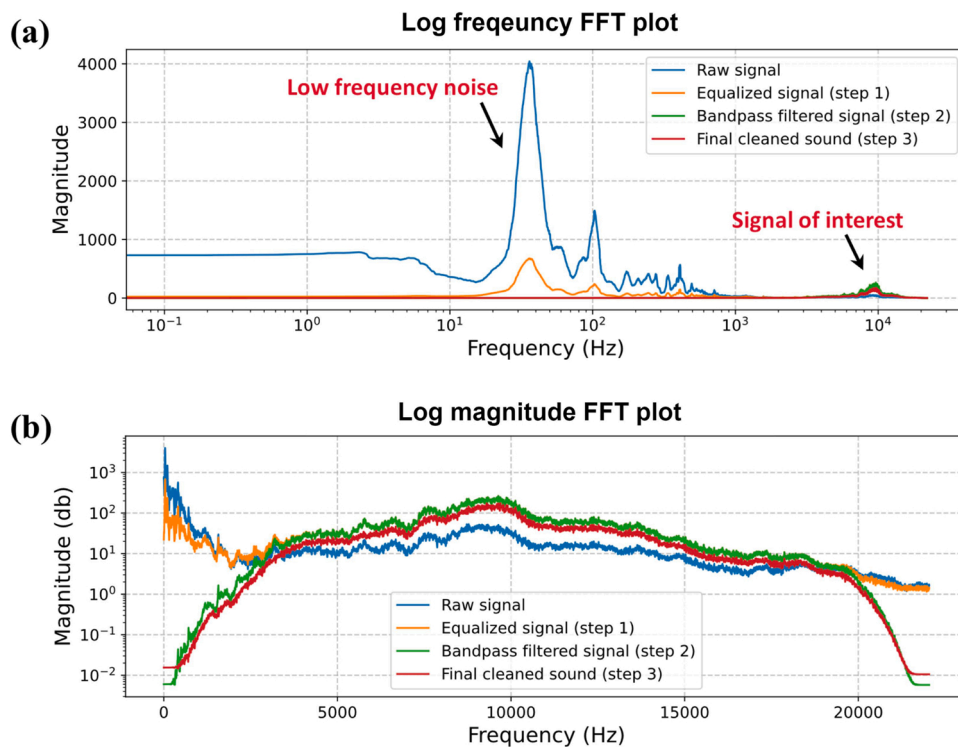 (a)
Log freqeuncy FFT plot
Magnitude
4000
3000
2000
1000
0
Low frequency noise
Raw signal
Equalized signal (step 1)
Bandpass filtered signal (step 2)
Final cleaned sound (step 3)
Signal of interest
10⁻¹
10⁰
10¹
10²
10³
10⁴
Frequency (Hz)
(b)
Log magnitude FFT plot
Magnitude (db)
10³
10²
10¹
10⁰
10⁻¹
10⁻²
Raw signal
Equalized signal (step 1)
Bandpass filtered signal (step 2)
Final cleaned sound (step 3)
0
5000
10000
15000
20000
Frequency (Hz)